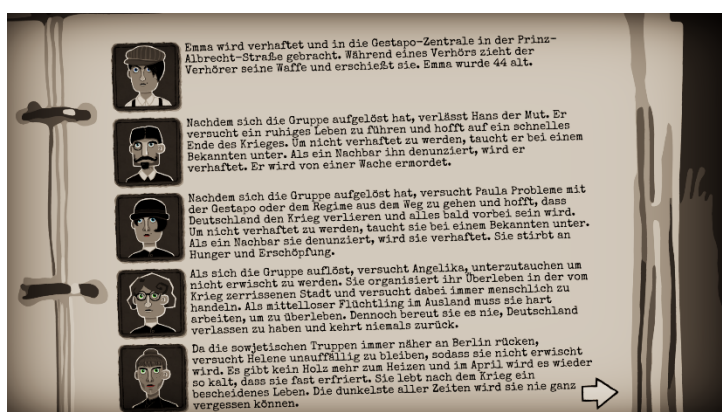 Emma wird verhaftet und in die Gestapo-Zentrale in der Prinz-
Albrecht-Straße gebracht. Während eines Verhörs zieht der
Verhörer seine Waffe und erschießt sie. Emma wurde 44 alt.
Nachdem sich die Gruppe aufgelöst hat, verlässt Hans der Mut. Er
versucht ein ruhiges Leben zu führen und hofft auf ein schnelles
Ende des Krieges. Um nicht verhaftet zu werden, taucht er bei einem
Bekannten unter. Als ein Nachbar ihn denunziert, wird er
verhaftet. Er wird von einer Wache ermordet.
Nachdem sich die Gruppe aufgelöst hat, versucht Paula Probleme mit
der Gestapo oder dem Regime aus dem Weg zu gehen und hofft, dass
Deutschland den Krieg verlieren und alles bald vorbei sein wird.
Um nicht verhaftet zu werden, taucht sie bei einem Bekannten unter.
Als ein Nachbar sie denunziert, wird sie verhaftet. Sie stirbt an
Hunger und Erschöpfung.
Als sich die Gruppe auflöst, versucht Angelika, unterzutauchen um
nicht erwischt zu werden. Sie organisiert ihr Überleben in der vom
Krieg zerrissenen Stadt und versucht dabei immer menschlich zu
handeln. Als mittelloser Flüchtling im Ausland muss sie hart
arbeiten, um zu überleben. Dennoch bereut sie es nie, Deutschland
verlassen zu haben und kehrt niemals zurück.
Da die sowjetischen Truppen immer näher an Berlin rücken,
versucht Helene unauffällig zu bleiben, sodass sie nicht erwischt
wird. Es gibt kein Holz mehr zum Heizen und im April wird es wieder
so kalt, dass sie fast erfriert. Sie lebt nach dem Krieg ein
bescheidenes Leben. Die dunkelste aller Zeiten wird sie nie ganz
vergessen können.